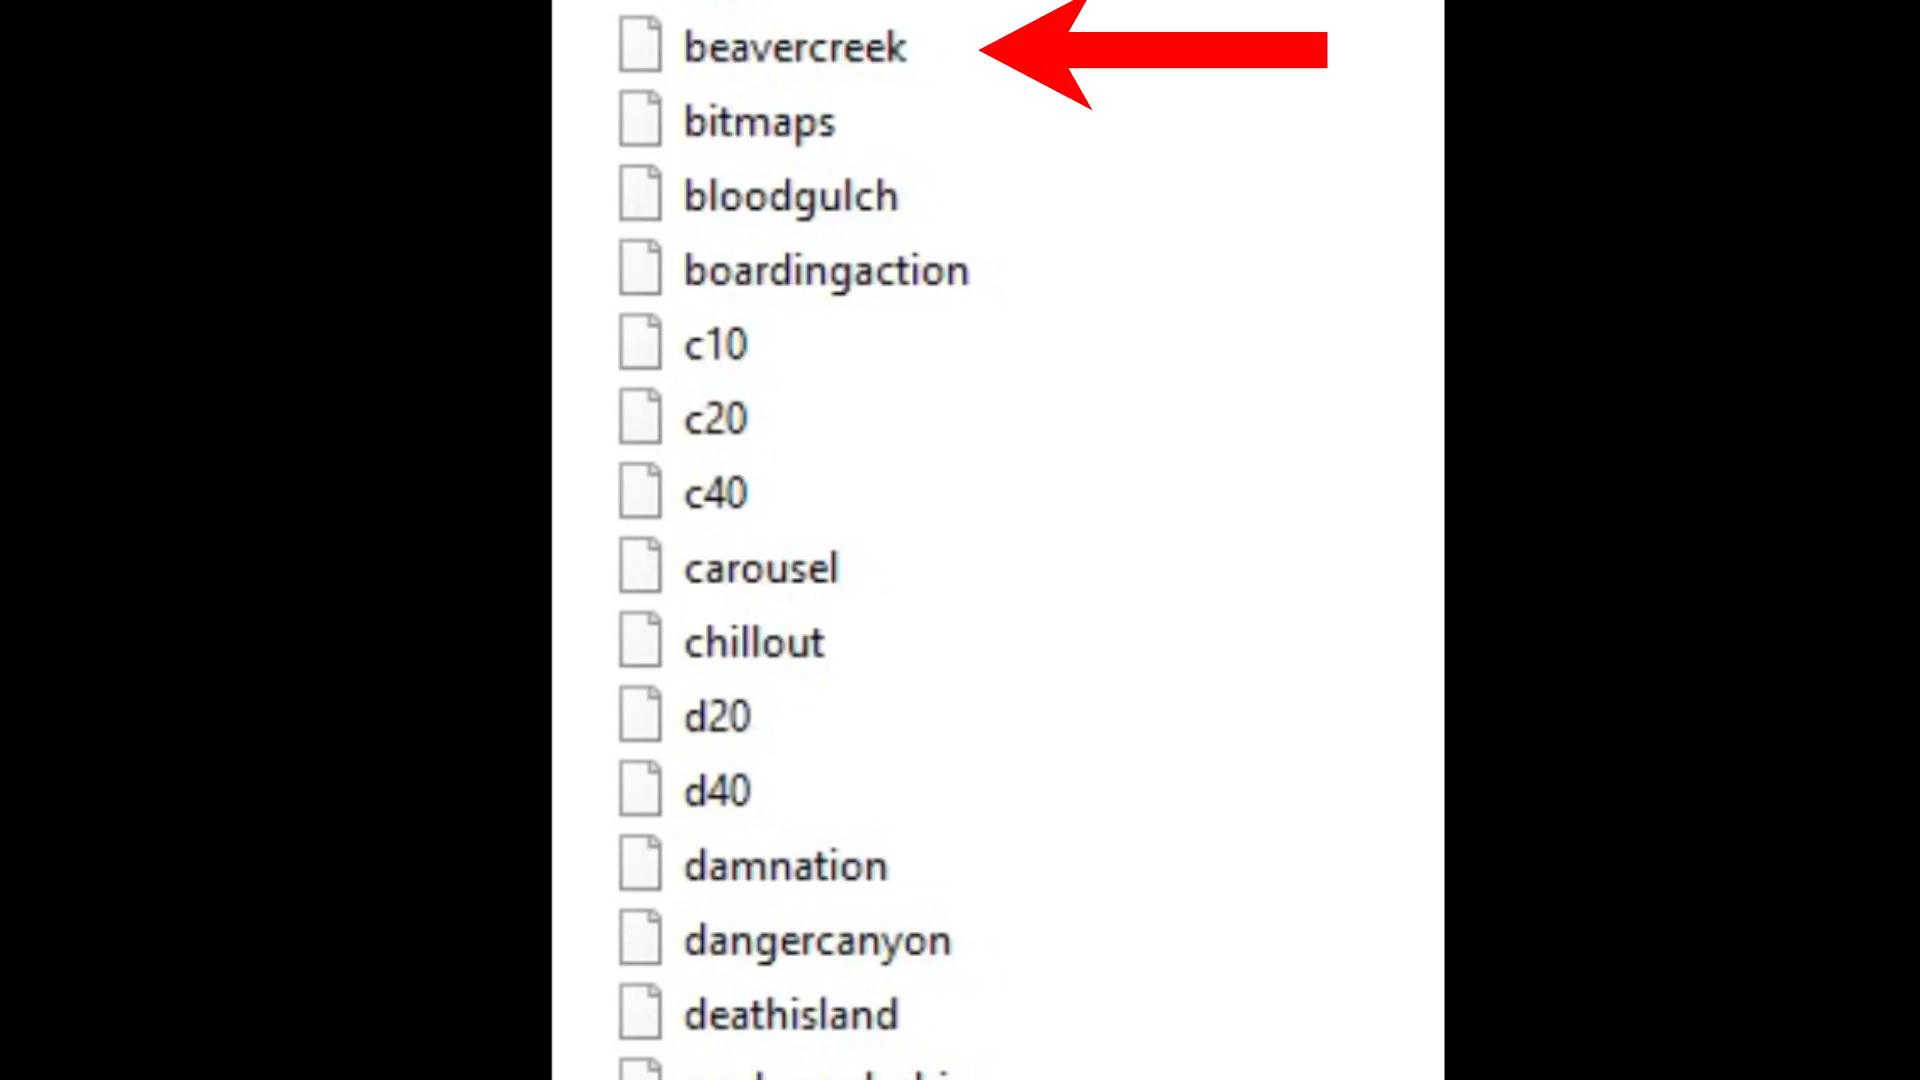 beavercreek
bitmaps
bloodgulch
boardingaction
c10
c20
c40
carousel
chillout
d20
d40
damnation
dangercanyon
deathisland